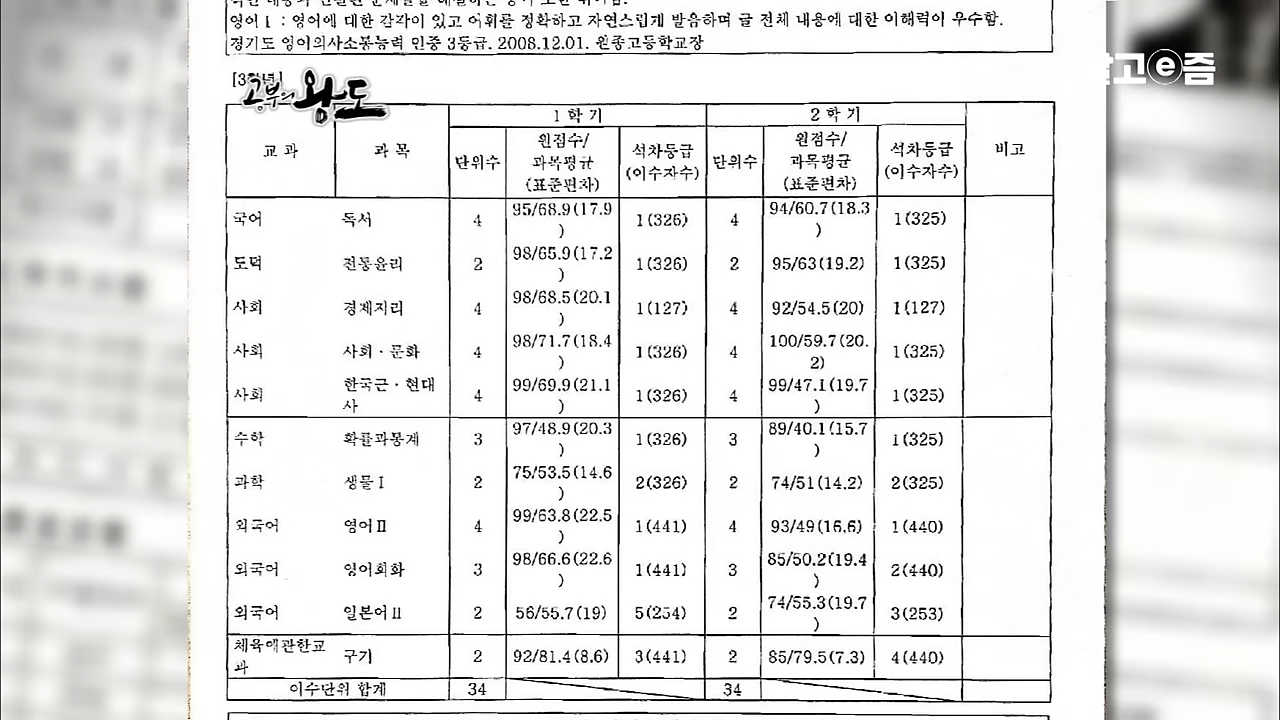 영어 I : 영어에 대한 감각이 있고 어휘를 정확하고 자연스럽게 발음하며 글 전체 내용에 대한 이해력이 우수함.
경기도 영어의사소통능력 인증 3등급. 2008.12.01. 원종고등학교장
고e즘
[3학년]
공부의 왕도
교 과 과 목 1 학 기 2 학 기 비고
단위수 원점수/과목평균(표준편차) 석차등급(이수자수) 단위수 원점수/과목평균(표준편차) 석차등급(이수자수)
국어 독서 4 95/68.9(17.9) 1(326) 4 94/60.7(18.3) 1(325)
도덕 전통윤리 2 98/65.9(17.2) 1(326) 2 95/63(19.2) 1(325)
사회 경제지리 4 98/68.5(20.1) 1(127) 4 92/54.5(20) 1(127)
사회 사회·문화 4 98/71.7(18.4) 1(326) 4 100/59.7(20.2) 1(325)
사회 한국근·현대사 4 99/69.9(21.1) 1(326) 4 99/47.1(19.7) 1(325)
수학 확률과통계 3 97/48.9(20.3) 1(326) 3 89/40.1(15.7) 1(325)
과학 생물 I 2 75/53.5(14.6) 2(326) 2 74/51(14.2) 2(325)
외국어 영어 II 4 99/63.8(22.5) 1(441) 4 93/49(16.6) 1(440)
외국어 영어회화 3 98/66.6(22.6) 1(441) 3 85/50.2(19.4) 2(440)
외국어 일본어 II 2 56/55.7(19) 5(254) 2 74/55.3(19.7) 3(253)
체육에관한교과 구기 2 92/81.4(8.6) 3(441) 2 85/79.5(7.3) 4(440)
이수단위 합계 34 34